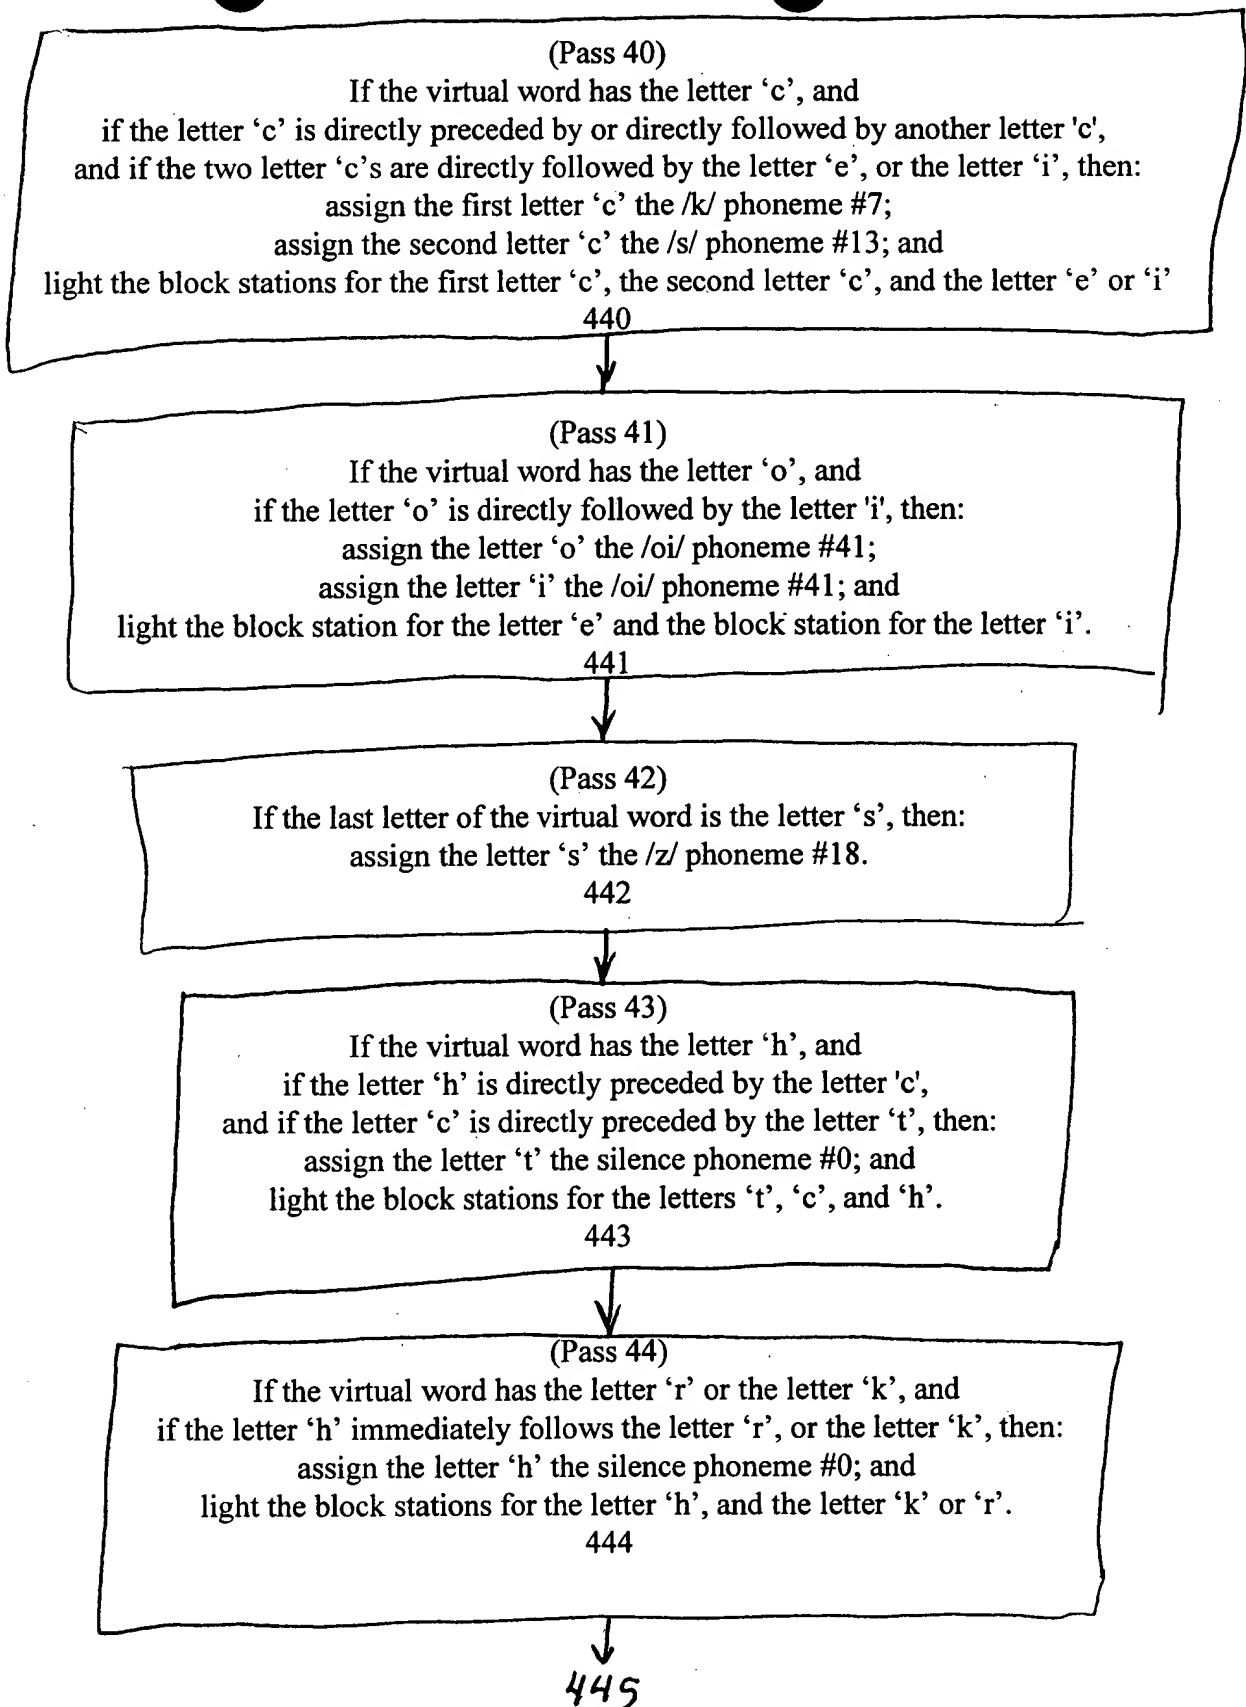 (Pass 40)
If the virtual word has the letter ‘c’, and
if the letter ‘c’ is directly preceded by or directly followed by another letter 'c',
and if the two letter ‘c’s are directly followed by the letter ‘e’, or the letter ‘i’, then:
assign the first letter ‘c’ the /k/ phoneme #7;
assign the second letter ‘c’ the /s/ phoneme #13; and
light the block stations for the first letter ‘c’, the second letter ‘c’, and the letter ‘e’ or ‘i’
440
(Pass 41)
If the virtual word has the letter ‘o’, and
if the letter ‘o’ is directly followed by the letter 'i', then:
assign the letter ‘o’ the /oi/ phoneme #41;
assign the letter ‘i’ the /oi/ phoneme #41; and
light the block station for the letter ‘e’ and the block station for the letter ‘i’.
441
(Pass 42)
If the last letter of the virtual word is the letter ‘s’, then:
assign the letter ‘s’ the /z/ phoneme #18.
442
(Pass 43)
If the virtual word has the letter ‘h’, and
if the letter ‘h’ is directly preceded by the letter 'c',
and if the letter ‘c’ is directly preceded by the letter ‘t’, then:
assign the letter ‘t’ the silence phoneme #0; and
light the block stations for the letters ‘t’, ‘c’, and ‘h’.
443
(Pass 44)
If the virtual word has the letter ‘r’ or the letter ‘k’, and
if the letter ‘h’ immediately follows the letter ‘r’, or the letter ‘k’, then:
assign the letter ‘h’ the silence phoneme #0; and
light the block stations for the letter ‘h’, and the letter ‘k’ or ‘r’.
444
445